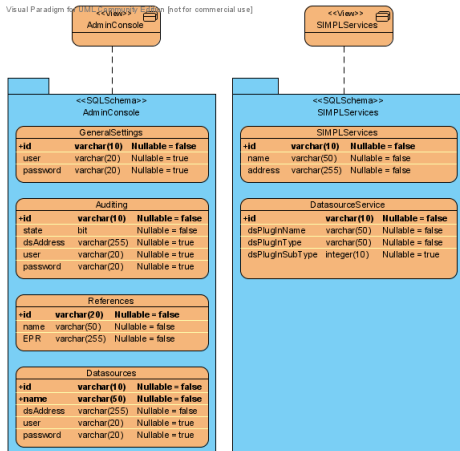 Visual Paradigm for UML Community Edition [not for commercial use]
<<View>>
AdminConsole
<<View>>
SIMPLServices
<<SQLSchema>>
AdminConsole
GeneralSettings
+id varchar(10) Nullable = false
user varchar(20) Nullable = true
password varchar(20) Nullable = true
Auditing
+id varchar(10) Nullable = false
state bit Nullable = false
dsAddress varchar(255) Nullable = true
user varchar(20) Nullable = true
password varchar(20) Nullable = true
References
+id varchar(20) Nullable = false
name varchar(50) Nullable = false
EPR varchar(255) Nullable = false
Datasources
+id varchar(10) Nullable = false
+name varchar(50) Nullable = false
dsAddress varchar(255) Nullable = false
user varchar(20) Nullable = true
password varchar(20) Nullable = true
<<SQLSchema>>
SIMPLServices
SIMPLServices
+id varchar(10) Nullable = false
name varchar(50) Nullable = false
address varchar(255) Nullable = false
DatasourceService
+id varchar(10) Nullable = false
dsPlugInName varchar(50) Nullable = false
dsPlugInType varchar(50) Nullable = false
dsPlugInSubType integer(10) Nullable = true